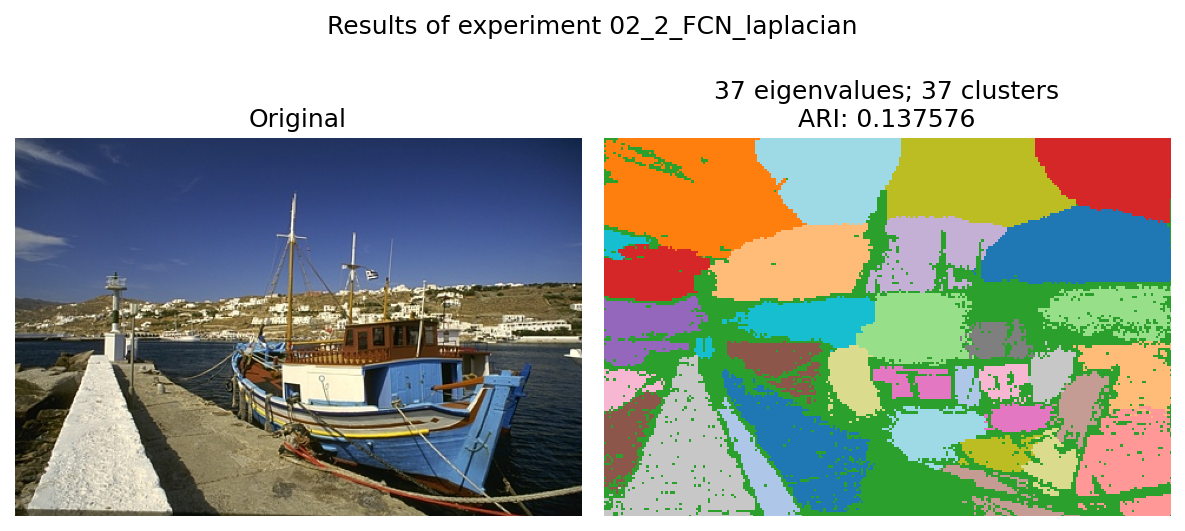 Results of experiment 02_2_FCN_laplacian
Original
37 eigenvalues; 37 clusters
ARI: 0.137576